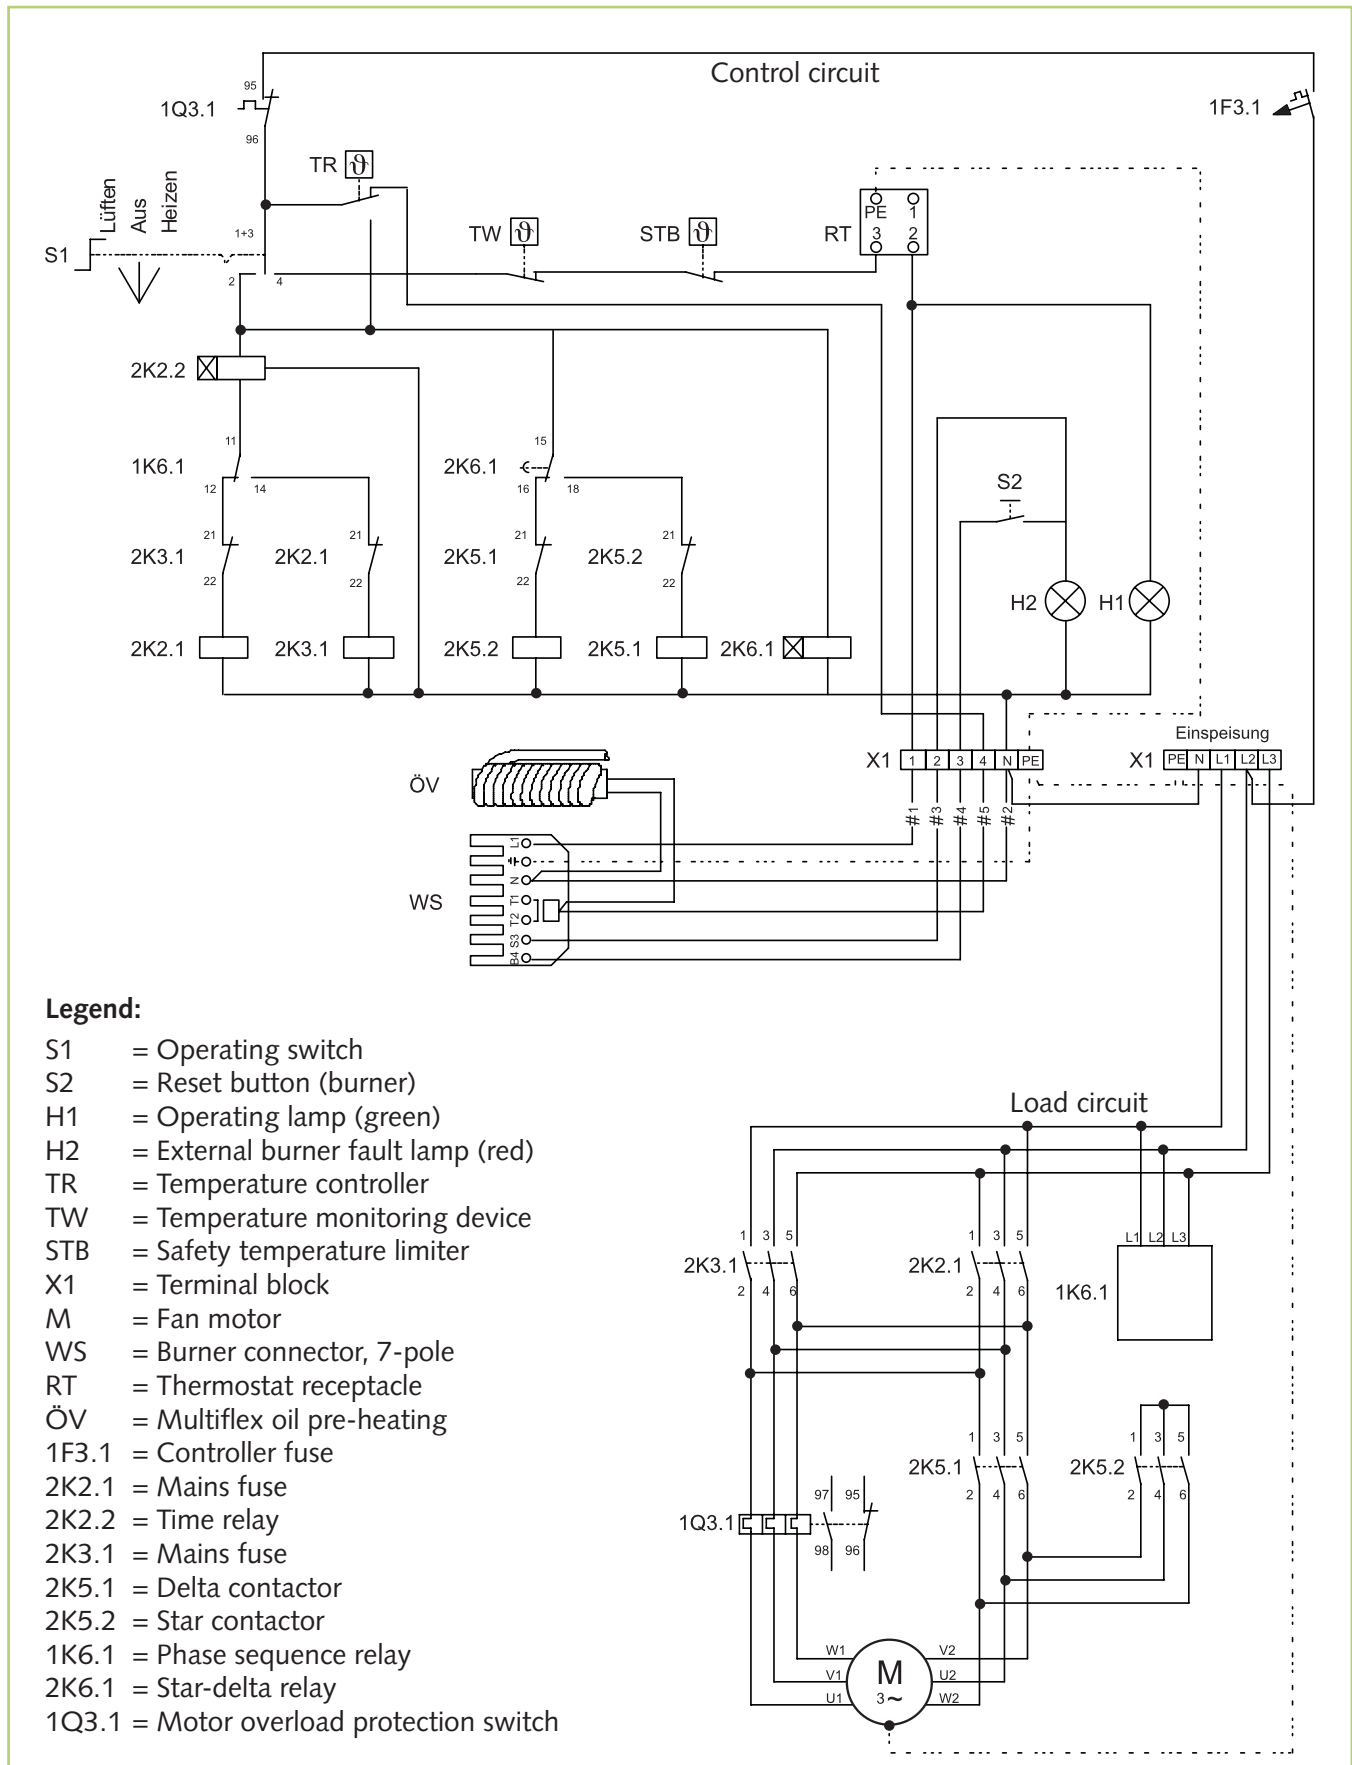 Control circuit
95
1Q3.1
96
1F3.1
TR ϑ
Lüften
Aus
Heizen
S1
1+3
2
4
TW ϑ
STB ϑ
RT
PE 1
3 2
2K2.2
11
1K6.1
12 14
15
2K6.1
16 18
S2
21
2K3.1
22
21
2K2.1
22
21
2K5.1
22
21
2K5.2
22
H2
H1
2K2.1
2K3.1
2K5.2
2K5.1
2K6.1
Einspeisung
X1 1 2 3 4 N PE
X1 PE N L1 L2 L3
#1 #3 #4 #5 #2
ÖV
WS
L1
N
T1
T2
S3
B4
Legend:
S1 = Operating switch
S2 = Reset button (burner)
H1 = Operating lamp (green)
H2 = External burner fault lamp (red)
TR = Temperature controller
TW = Temperature monitoring device
STB = Safety temperature limiter
X1 = Terminal block
M = Fan motor
WS = Burner connector, 7-pole
RT = Thermostat receptacle
ÖV = Multiflex oil pre-heating
1F3.1 = Controller fuse
2K2.1 = Mains fuse
2K2.2 = Time relay
2K3.1 = Mains fuse
2K5.1 = Delta contactor
2K5.2 = Star contactor
1K6.1 = Phase sequence relay
2K6.1 = Star-delta relay
1Q3.1 = Motor overload protection switch
Load circuit
1 3 5
2K3.1
2 4 6
1 3 5
2K2.1
2 4 6
L1 L2 L3
1K6.1
1 3 5
2K5.1
2 4 6
1 3 5
2K5.2
2 4 6
97 95
1Q3.1
98 96
W1
V1
U1
M
3~
V2
U2
W2